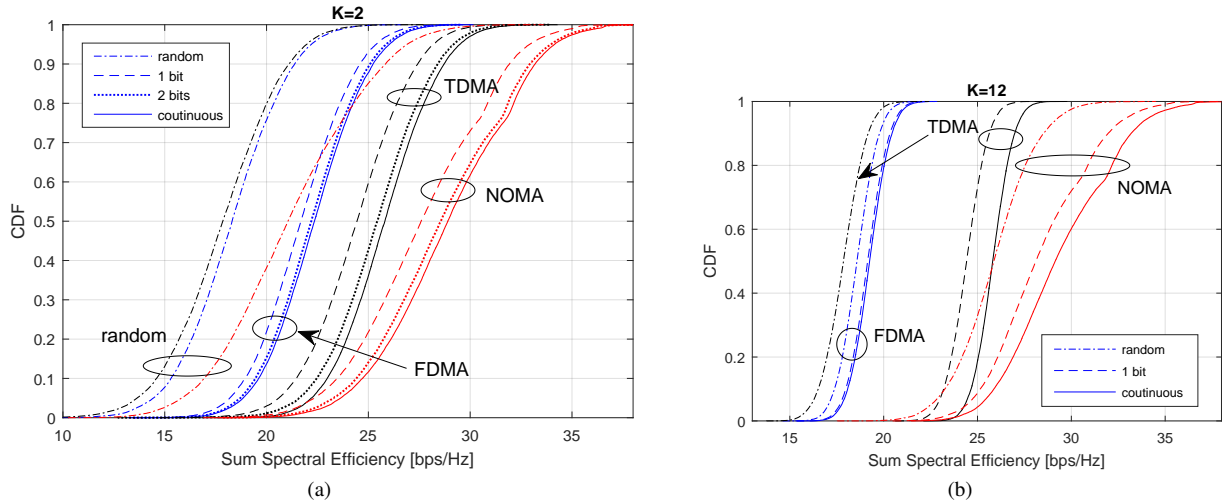 K=2
1
0.9
0.8
0.7
0.6
0.5
0.4
0.3
0.2
0.1
0
CDF
random
1 bit
2 bits
coutinuous
TDMA
NOMA
random
FDMA
10
15
20
25
30
35
Sum Spectral Efficiency [bps/Hz]
(a)
K=12
1
0.8
0.6
0.4
0.2
0
CDF
TDMA
NOMA
FDMA
random
1 bit
coutinuous
15
20
25
30
35
Sum Spectral Efficiency [bps/Hz]
(b)